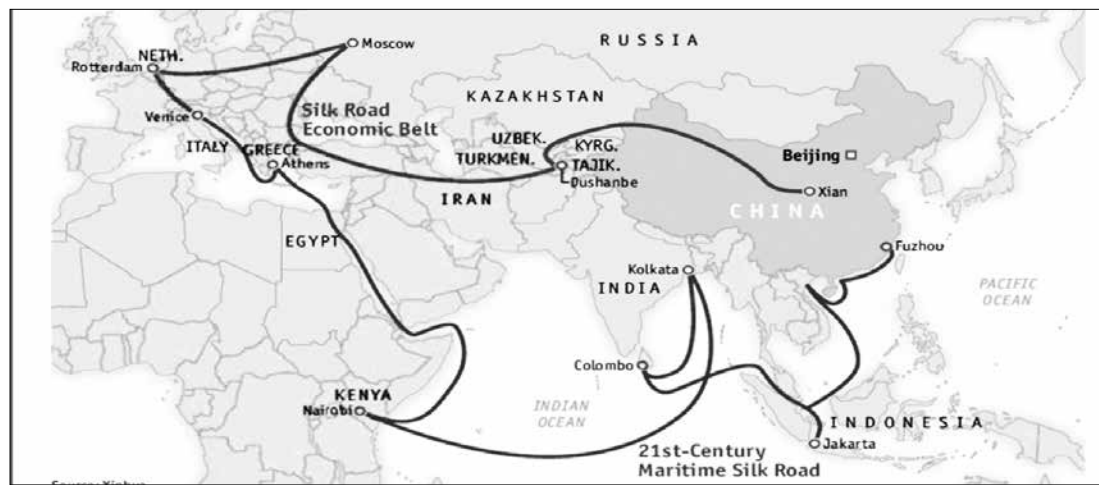 Moscow
RUSSIA
NETH.
Rotterdam
KAZAKHSTAN
Venice
Silk Road
Economic Belt
UZBEK.
KYRG.
ITALY
GREECE
Athens
TURKMEN.
TAJIK.
Dushanbe
Beijing
Xian
IRAN
CHINA
EGYPT
Fuzhou
Kolkata
INDIA
PACIFIC
OCEAN
Colombo
KENYA
Nairobi
INDIAN
OCEAN
INDONESIA
Jakarta
21st-Century
Maritime Silk Road